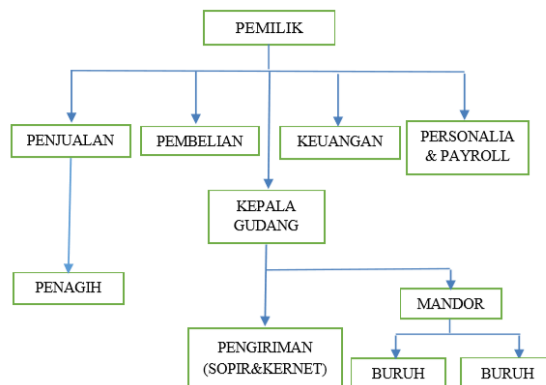 PEMILIK
PENJUALAN
PEMBELIAN
KEUANGAN
PERSONALIA
& PAYROLL
KEPALA
GUDANG
PENAGIH
MANDOR
PENGIRIMAN
(SOPIR&KERNET)
BURUH
BURUH